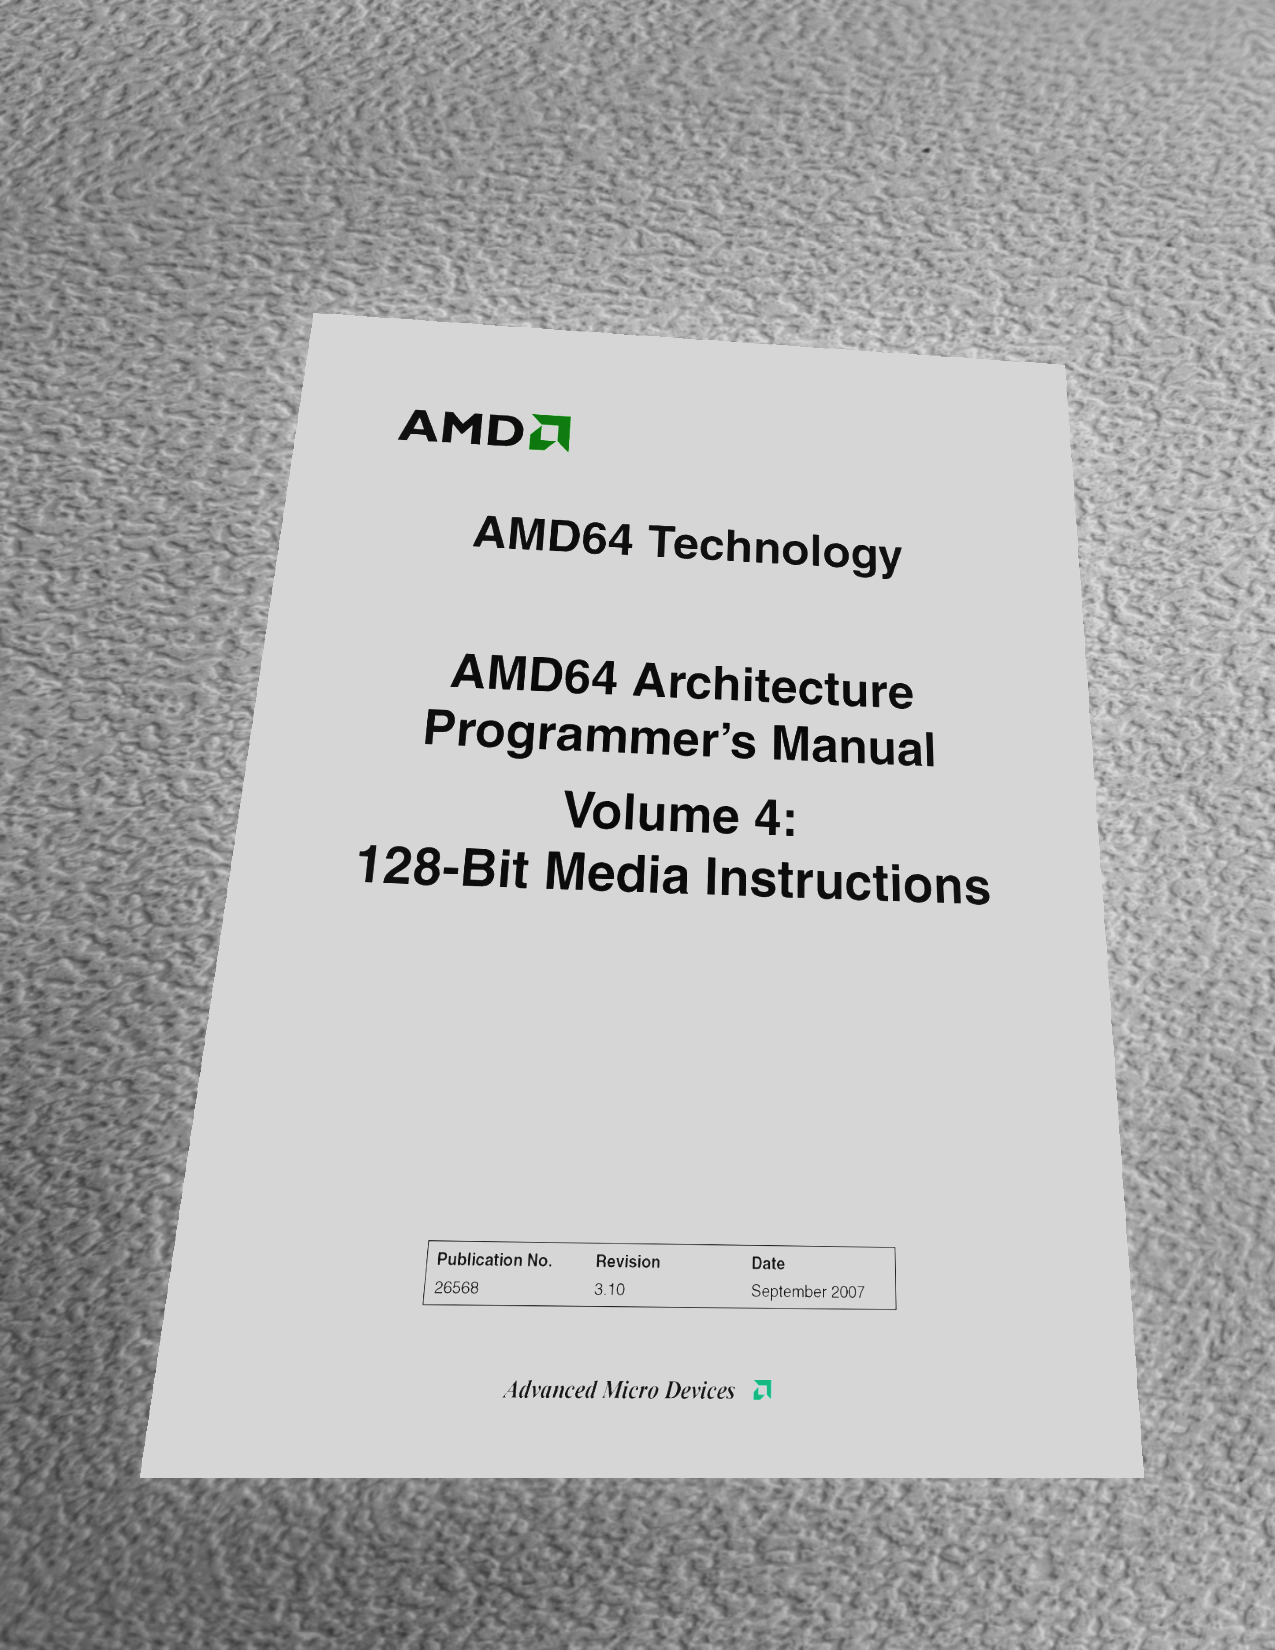 AMD
AMD64 Technology
AMD64 Architecture
Programmer’s Manual
Volume 4:
128-Bit Media Instructions
Publication No. Revision Date
26568 3.10 September 2007
Advanced Micro Devices